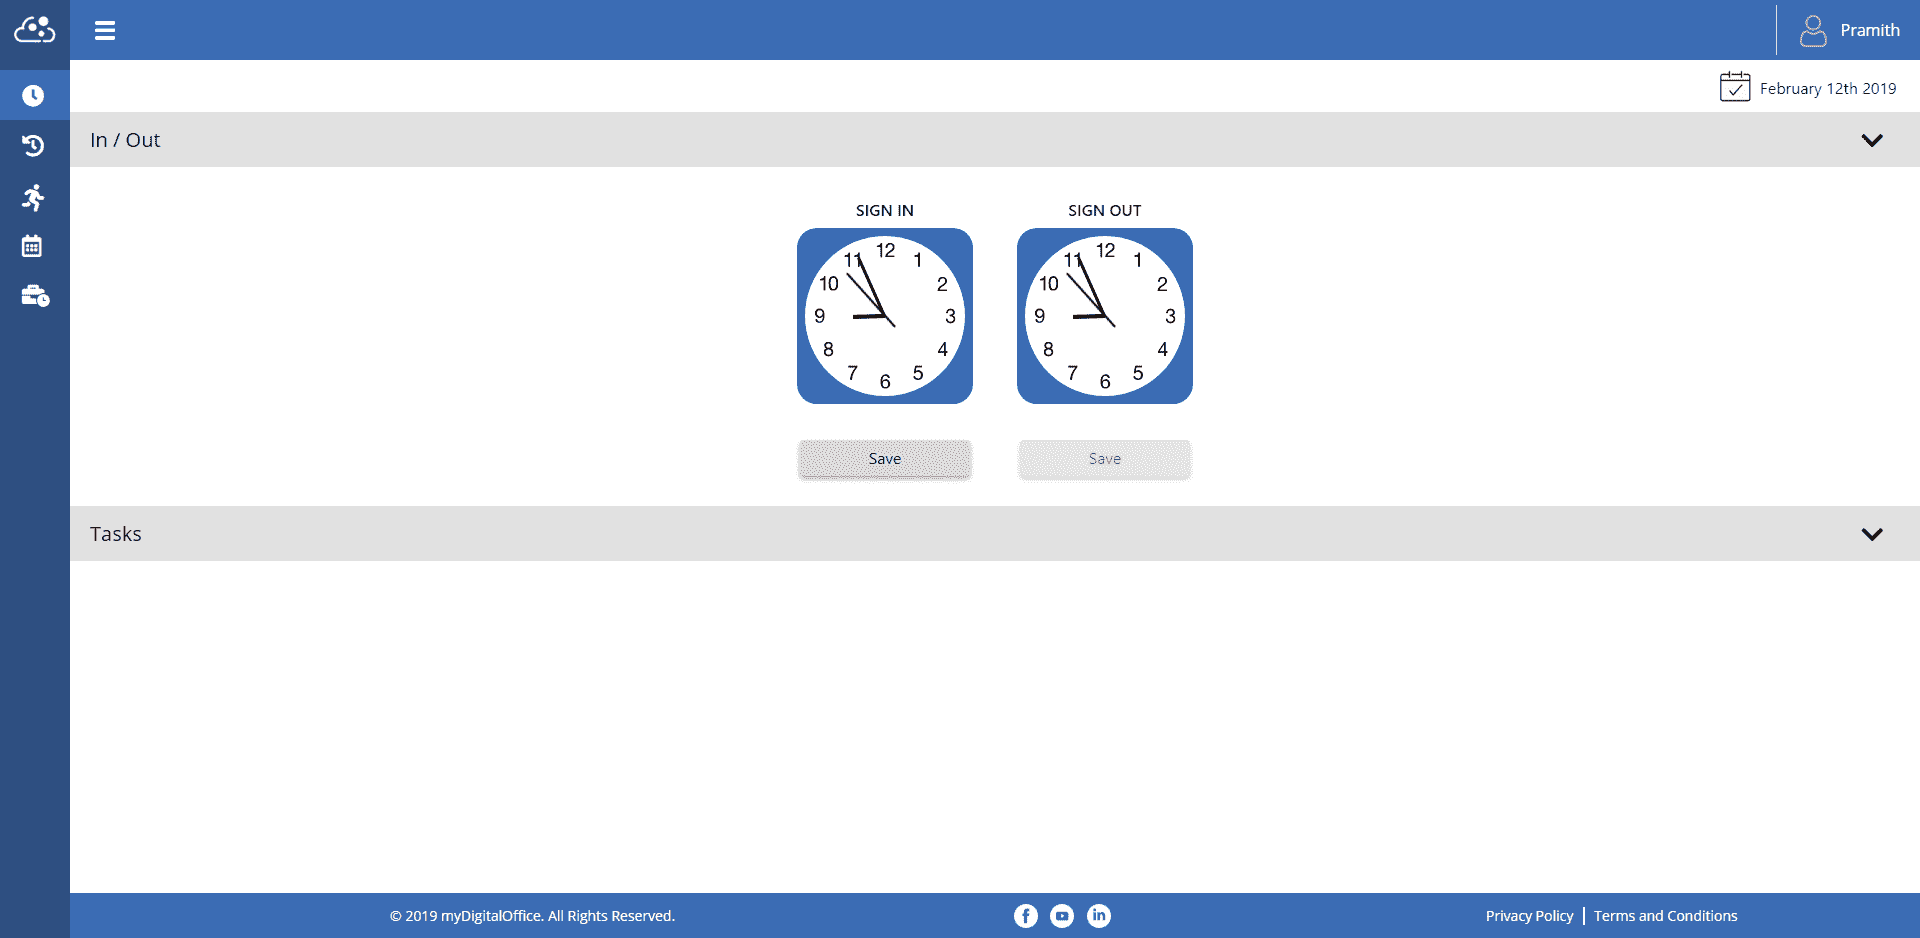 Pramith
February 12th 2019
In / Out
SIGN IN
SIGN OUT
12
1
2
3
4
5
6
7
8
9
10
11
12
1
2
3
4
5
6
7
8
9
10
11
Save
Save
Tasks
© 2019 myDigitalOffice. All Rights Reserved.
Privacy Policy | Terms and Conditions